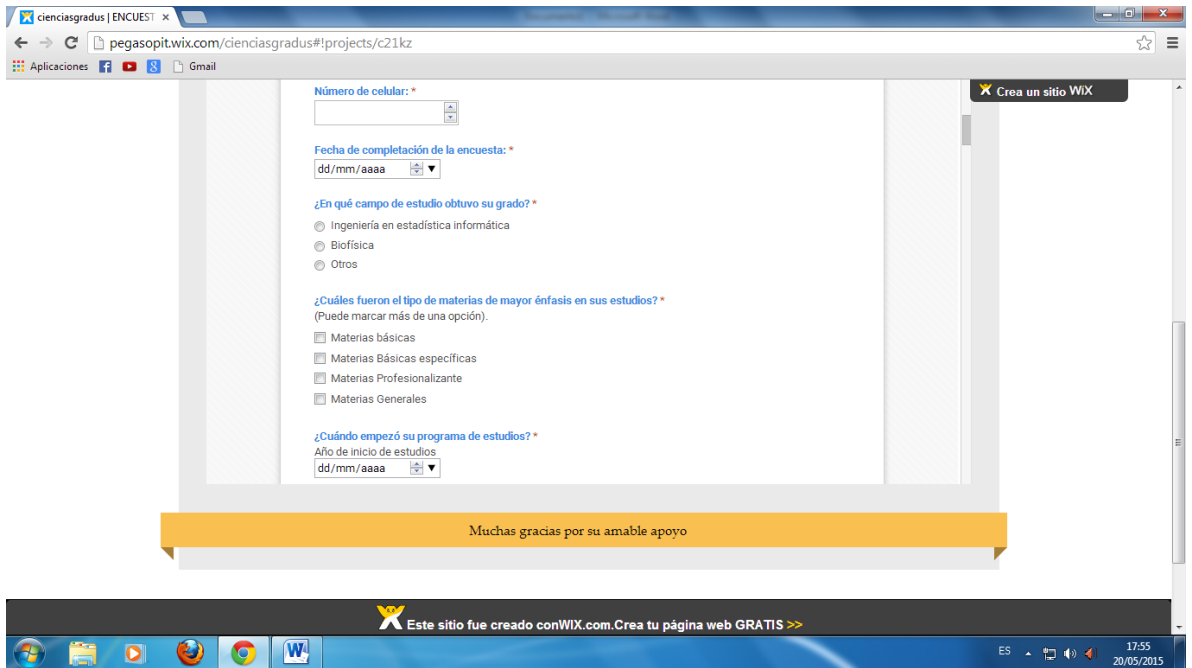 cienciasgradus | ENCUEST
pegasopit.wix.com/cienciasgradus#!projects/c21kz
Aplicaciones
Gmail
Crea un sitio WiX
Número de celular: *
Fecha de completación de la encuesta: *
dd/mm/aaaa
¿En qué campo de estudio obtuvo su grado? *
Ingeniería en estadística informática
Biofísica
Otros
¿Cuáles fueron el tipo de materias de mayor énfasis en sus estudios? *
(Puede marcar más de una opción).
Materias básicas
Materias Básicas específicas
Materias Profesionalizante
Materias Generales
¿Cuándo empezó su programa de estudios? *
Año de inicio de estudios
dd/mm/aaaa
Muchas gracias por su amable apoyo
Este sitio fue creado conWIX.com.Crea tu página web GRATIS >>
ES
17:55
20/05/2015